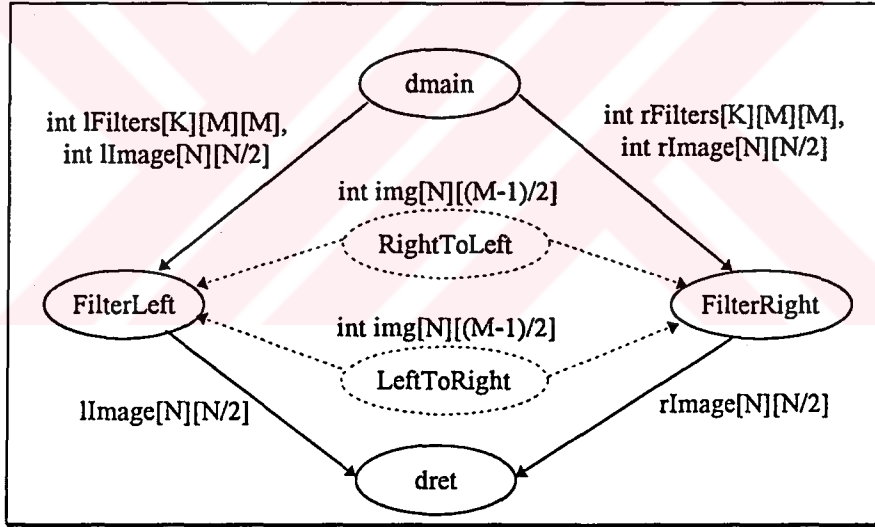 dmain
int lFilters[K][M][M],
int lImage[N][N/2]
int rFilters[K][M][M],
int rImage[N][N/2]
int img[N][(M-1)/2]
RightToLeft
FilterLeft
FilterRight
int img[N][(M-1)/2]
LeftToRight
lImage[N][N/2]
rImage[N][N/2]
dret